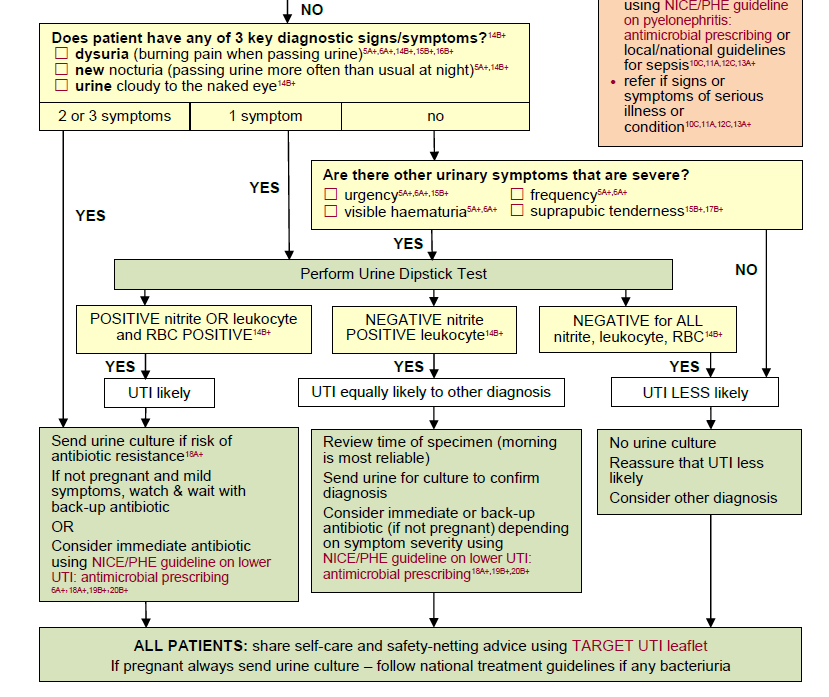 NO
using NICE/PHE guideline
on pyelonephritis:
antimicrobial prescribing or
local/national guidelines
for sepsis10C,11A,12C,13A+
• refer if signs or
symptoms of serious
illness or
condition10C,11A,12C,13A+
Does patient have any of 3 key diagnostic signs/symptoms?14B+
☐ dysuria (burning pain when passing urine)5A+,6A+,14B+,15B+,16B+
☐ new nocturia (passing urine more often than usual at night)5A+,14B+
☐ urine cloudy to the naked eye14B+
2 or 3 symptoms
1 symptom
no
Are there other urinary symptoms that are severe?
☐ urgency5A+,6A+,15B+ ☐ frequency5A+,6A+
☐ visible haematuria5A+,6A+ ☐ suprapubic tenderness15B+,17B+
YES
YES
YES
NO
Perform Urine Dipstick Test
POSITIVE nitrite OR leukocyte
and RBC POSITIVE14B+
NEGATIVE nitrite
POSITIVE leukocyte14B+
NEGATIVE for ALL
nitrite, leukocyte, RBC14B+
YES
YES
YES
UTI likely
UTI equally likely to other diagnosis
UTI LESS likely
Send urine culture if risk of
antibiotic resistance18A+
If not pregnant and mild
symptoms, watch & wait with
back-up antibiotic
OR
Consider immediate antibiotic
using NICE/PHE guideline on lower
UTI: antimicrobial prescribing
6A+,18A+,19B+,20B+
Review time of specimen (morning
is most reliable)
Send urine for culture to confirm
diagnosis
Consider immediate or back-up
antibiotic (if not pregnant) depending
on symptom severity using
NICE/PHE guideline on lower UTI:
antimicrobial prescribing18A+,19B+,20B+
No urine culture
Reassure that UTI less
likely
Consider other diagnosis
ALL PATIENTS: share self-care and safety-netting advice using TARGET UTI leaflet
If pregnant always send urine culture – follow national treatment guidelines if any bacteriuria